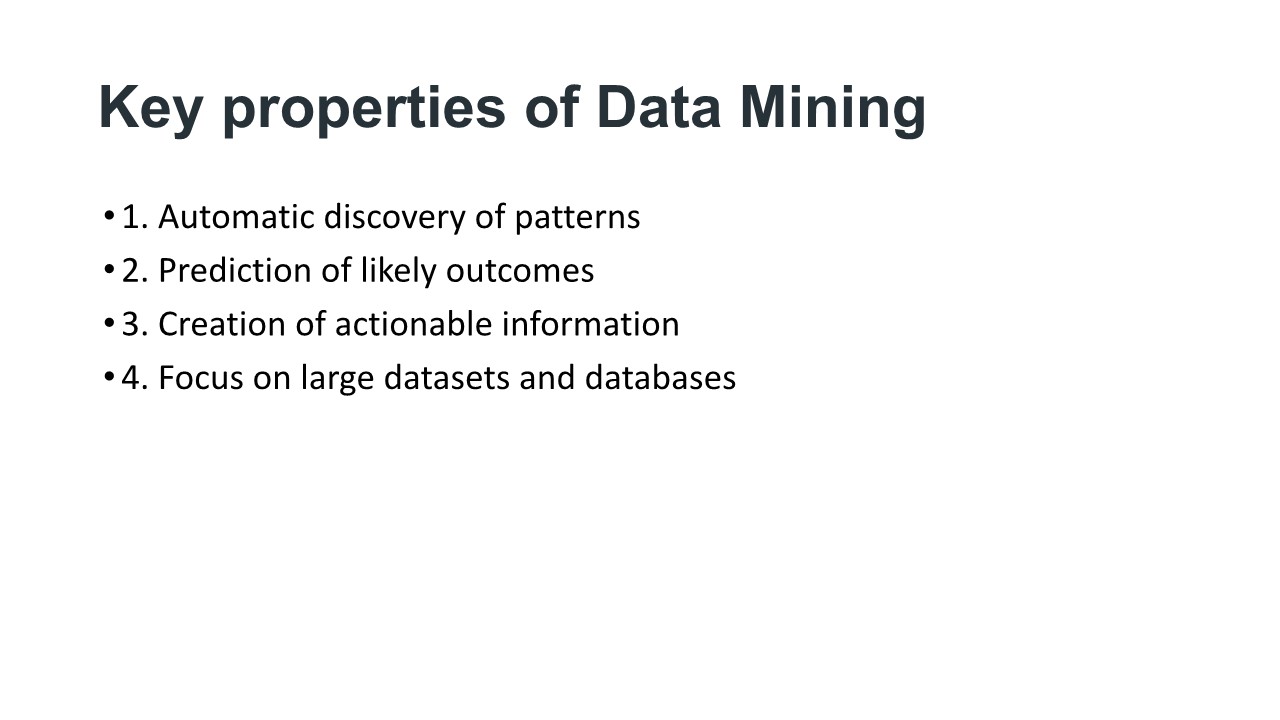 Key properties of Data Mining
•1. Automatic discovery of patterns
•2. Prediction of likely outcomes
•3. Creation of actionable information
•4. Focus on large datasets and databases